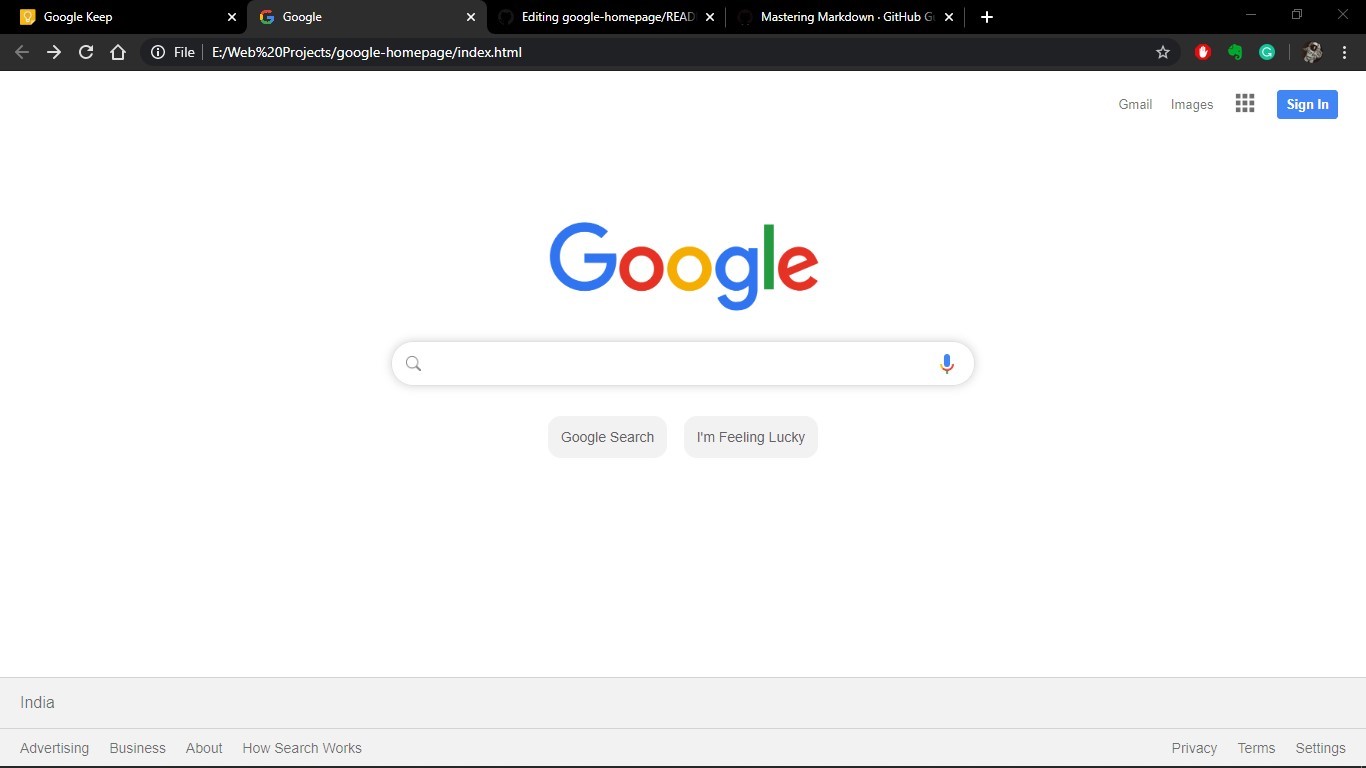 Google Keep Google Editing google-homepage/READ Mastering Markdown · GitHub G
File E:/Web%20Projects/google-homepage/index.html
Gmail Images Sign In
Google
Google Search I'm Feeling Lucky
India
Advertising Business About How Search Works Privacy Terms Settings